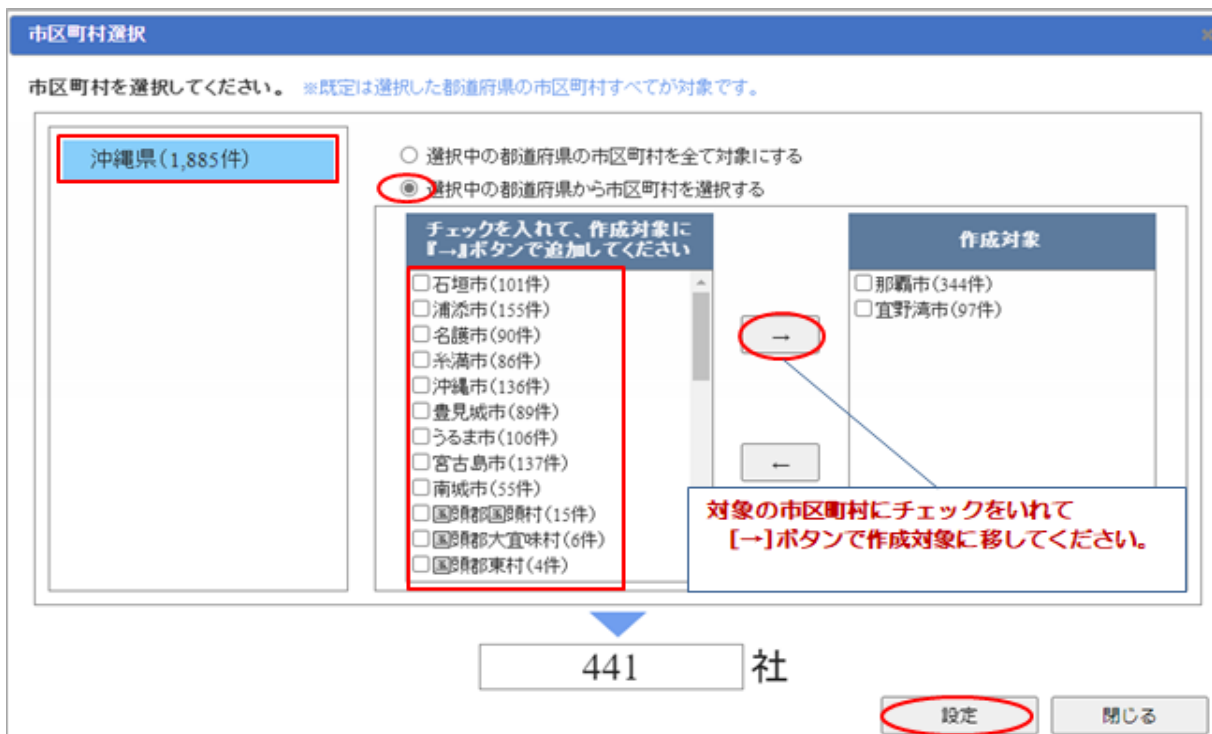 市区町村選択
市区町村を選択してください。 ※既定は選択した都道府県の市区町村すべてが対象です。
沖縄県(1,885件)
選択中の都道府県の市区町村を全て対象にする
選択中の都道府県から市区町村を選択する
チェックを入れて、作成対象に
『→』ボタンで追加してください
石垣市(101件)
浦添市(155件)
名護市(90件)
糸満市(86件)
沖縄市(136件)
豊見城市(89件)
うるま市(106件)
宮古島市(137件)
南城市(55件)
国頭郡国頭村(15件)
国頭郡大宜味村(6件)
国頭郡東村(4件)
→
←
作成対象
那覇市(344件)
宜野湾市(97件)
対象の市区町村にチェックをいれて
[→]ボタンで作成対象に移してください。
441 社
設定
閉じる